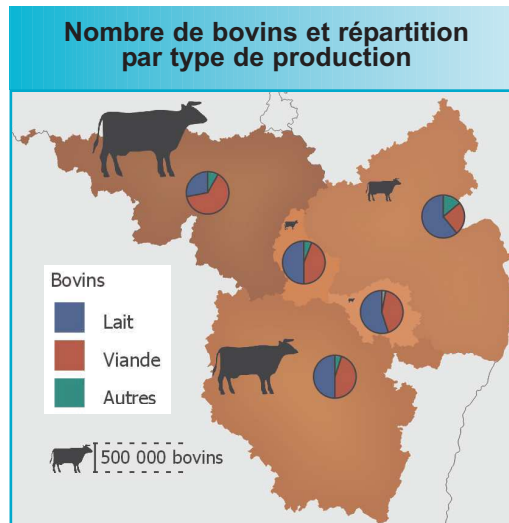 Nombre de bovins et répartition
par type de production
Bovins
Lait
Viande
Autres
500 000 bovins